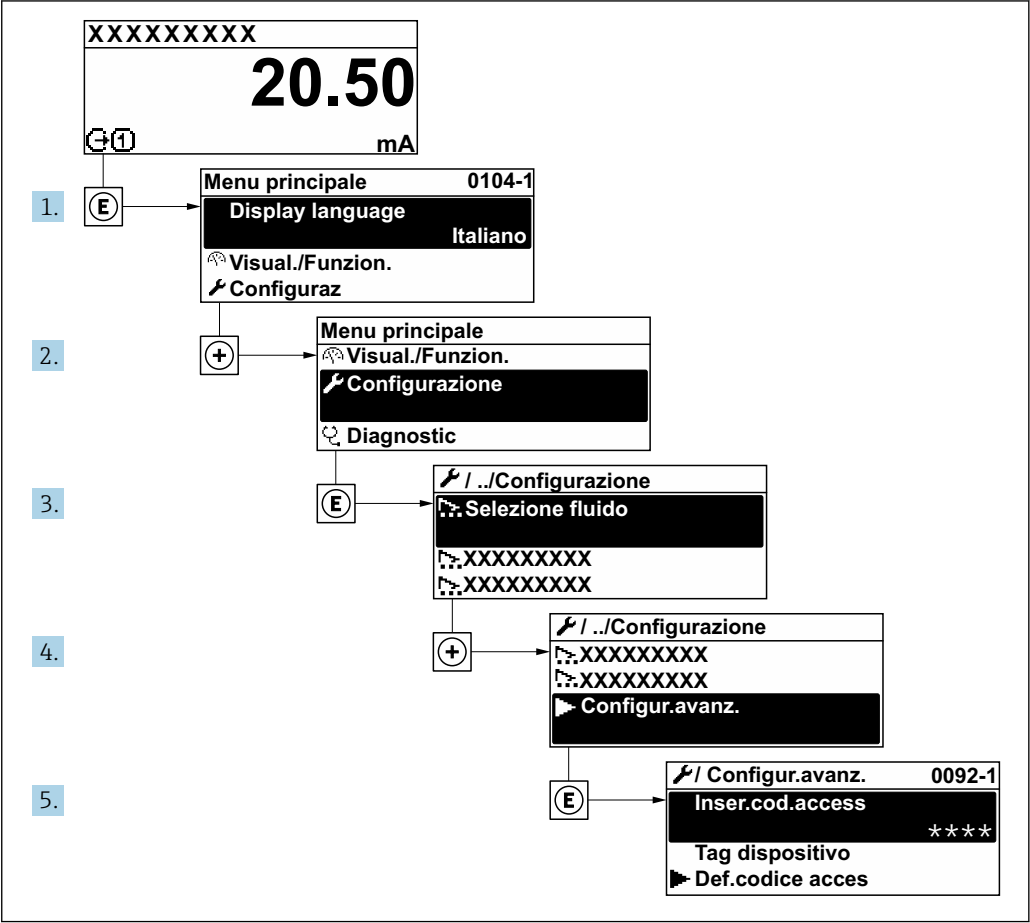 XXXXXXXXX
20.50
1 mA
Menu principale 0104-1
1. E Display language
Italiano
Visual./Funzion.
Configuraz
Menu principale
2. + Visual./Funzion.
Configurazione
Diagnostic
/ ../Configurazione
3. E Selezione fluido
XXXXXXXXX
XXXXXXXXX
/ ../Configurazione
4. + XXXXXXXXX
XXXXXXXXX
Configur.avanz.
/ Configur.avanz. 0092-1
5. E Inser.cod.access
****
Tag dispositivo
Def.codice acces